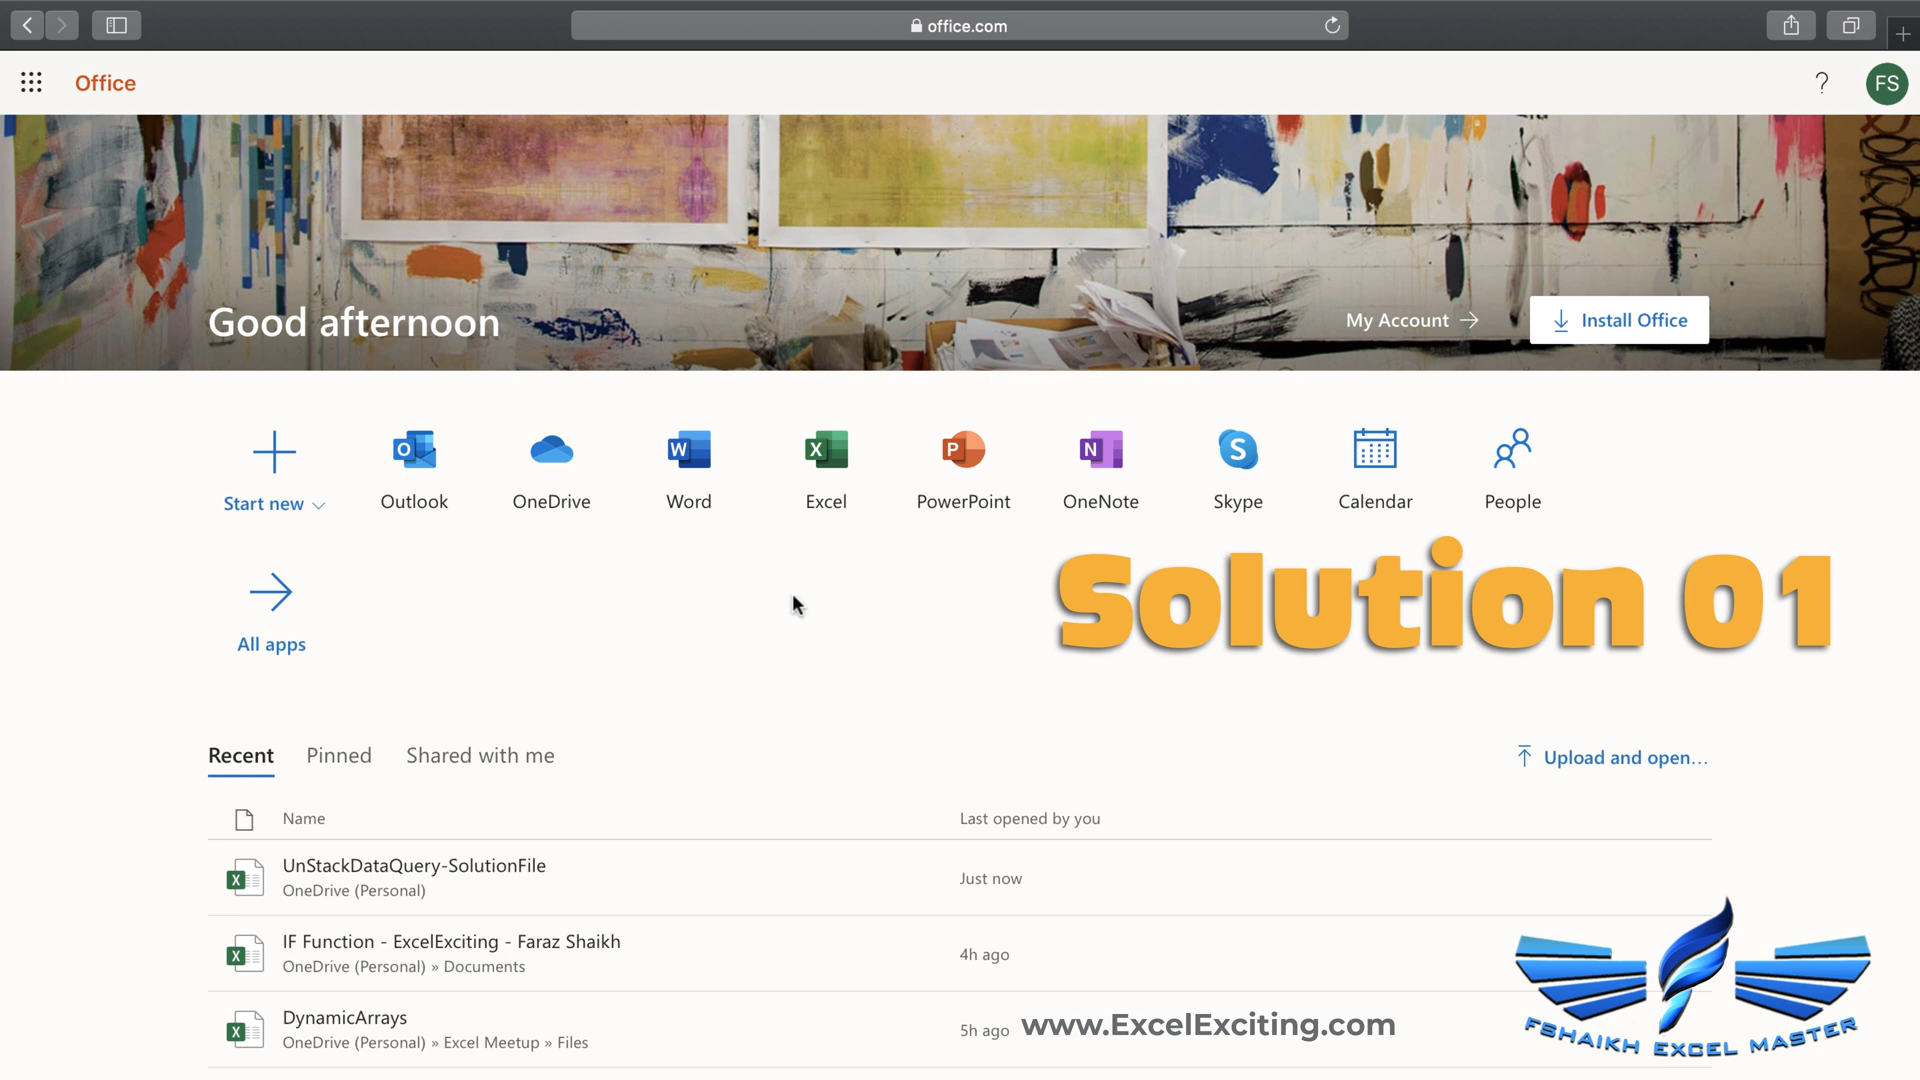 office.com
Office
? FS
Good afternoon
My Account → Install Office
Start new
Outlook
OneDrive
Word
Excel
PowerPoint
OneNote
Skype
Calendar
People
All apps
Solution 01
Recent Pinned Shared with me
Upload and open...
Name Last opened by you
UnStackDataQuery-SolutionFile
OneDrive (Personal)
Just now
IF Function - ExcelExciting - Faraz Shaikh
OneDrive (Personal) » Documents
4h ago
DynamicArrays
OneDrive (Personal) » Excel Meetup » Files
5h ago
www.ExcelExciting.com
FSHAIKH EXCEL MASTER